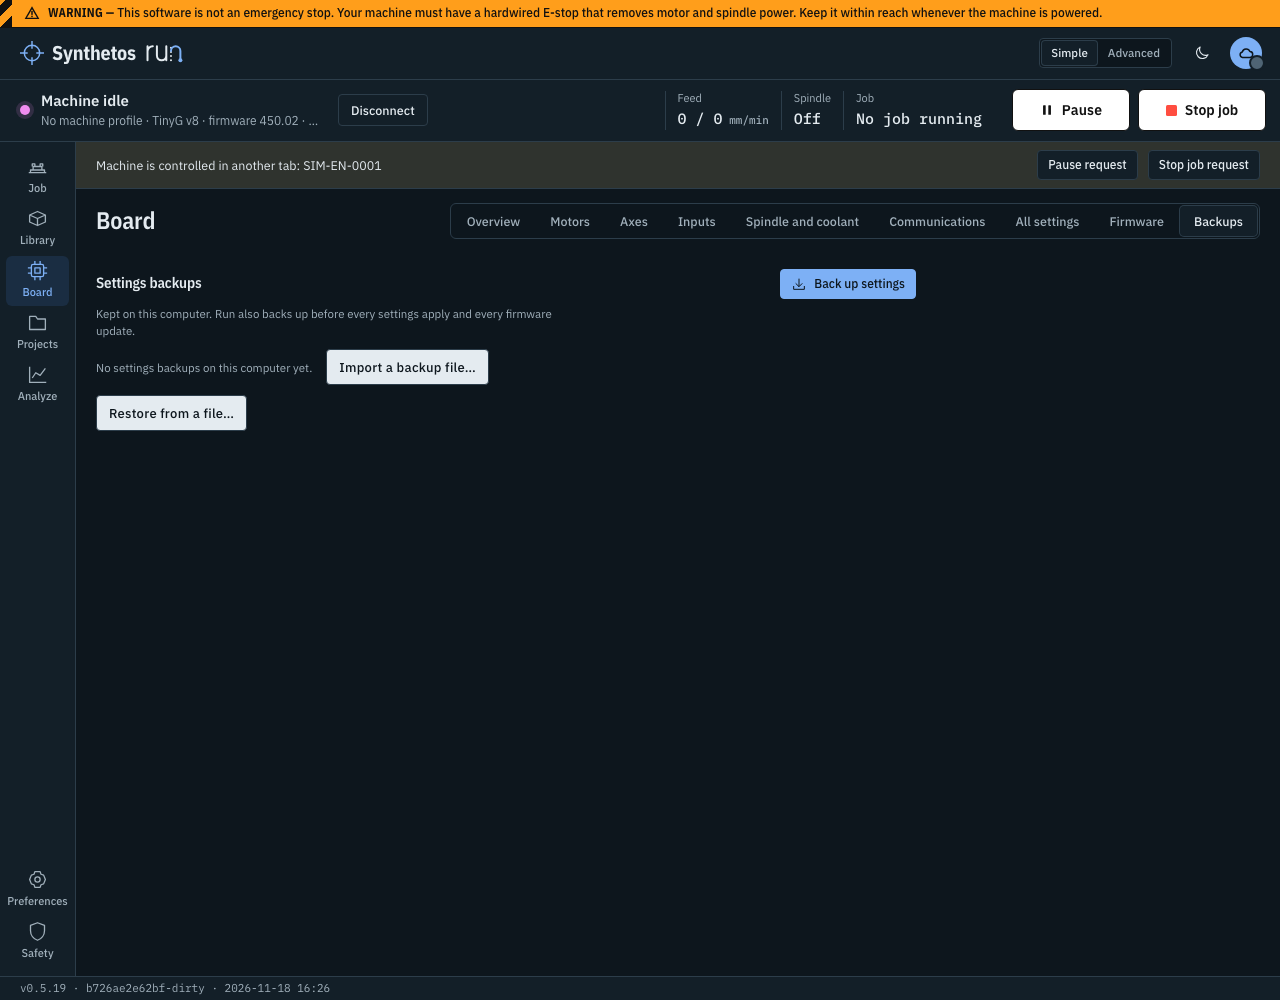 WARNING — This software is not an emergency stop. Your machine must have a hardwired E-stop that removes motor and spindle power. Keep it within reach whenever the machine is powered.
Synthetos run
Simple
Advanced
Machine idle
No machine profile · TinyG v8 · firmware 450.02 · ...
Disconnect
Feed
0 / 0 mm/min
Spindle
Off
Job
No job running
Pause
Stop job
Job
Library
Board
Projects
Analyze
Preferences
Safety
Machine is controlled in another tab: SIM-EN-0001
Pause request
Stop job request
Board
Overview
Motors
Axes
Inputs
Spindle and coolant
Communications
All settings
Firmware
Backups
Settings backups
Back up settings
Kept on this computer. Run also backs up before every settings apply and every firmware
update.
No settings backups on this computer yet.
Import a backup file...
Restore from a file...
v0.5.19 · b726ae2e62bf-dirty · 2026-11-18 16:26